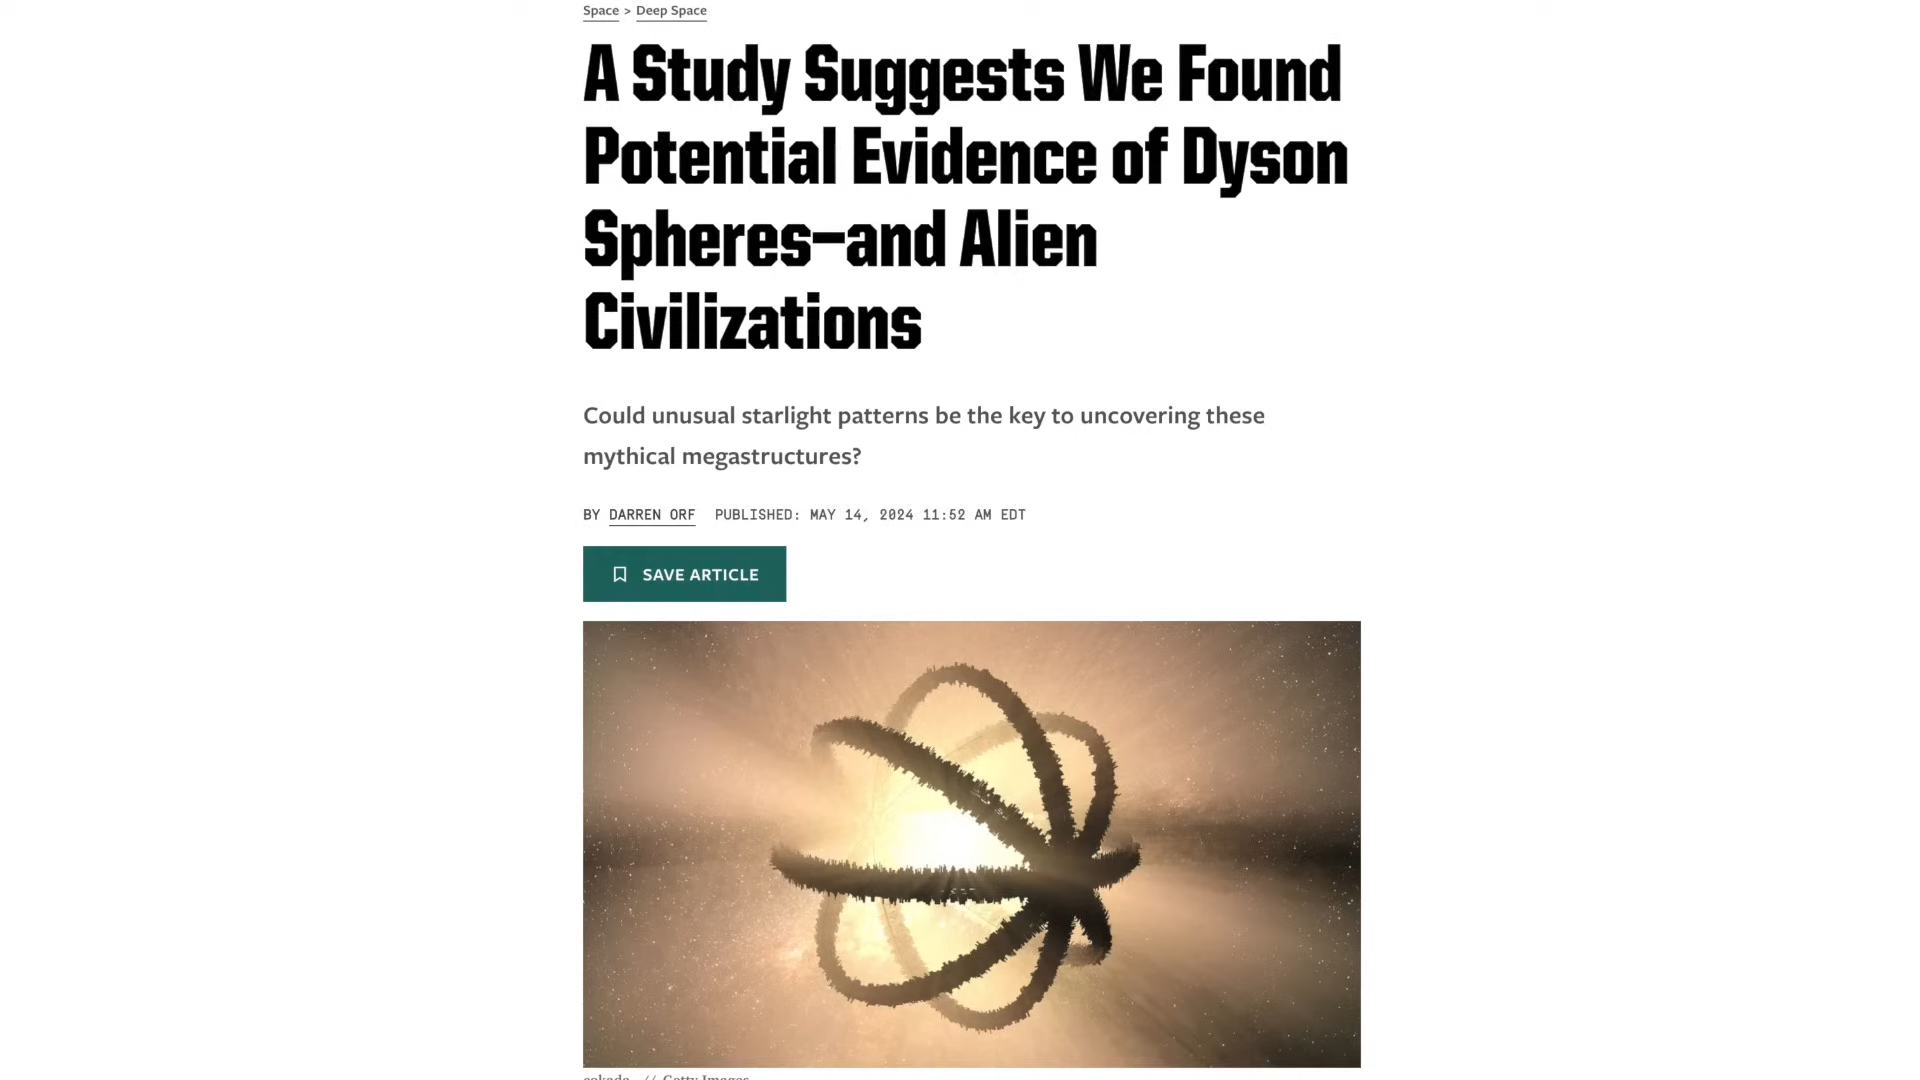 Space > Deep Space
A Study Suggests We Found
Potential Evidence of Dyson
Spheres—and Alien
Civilizations
Could unusual starlight patterns be the key to uncovering these
mythical megastructures?
BY DARREN ORF PUBLISHED: MAY 14, 2024 11:52 AM EDT
SAVE ARTICLE
// Getty Images